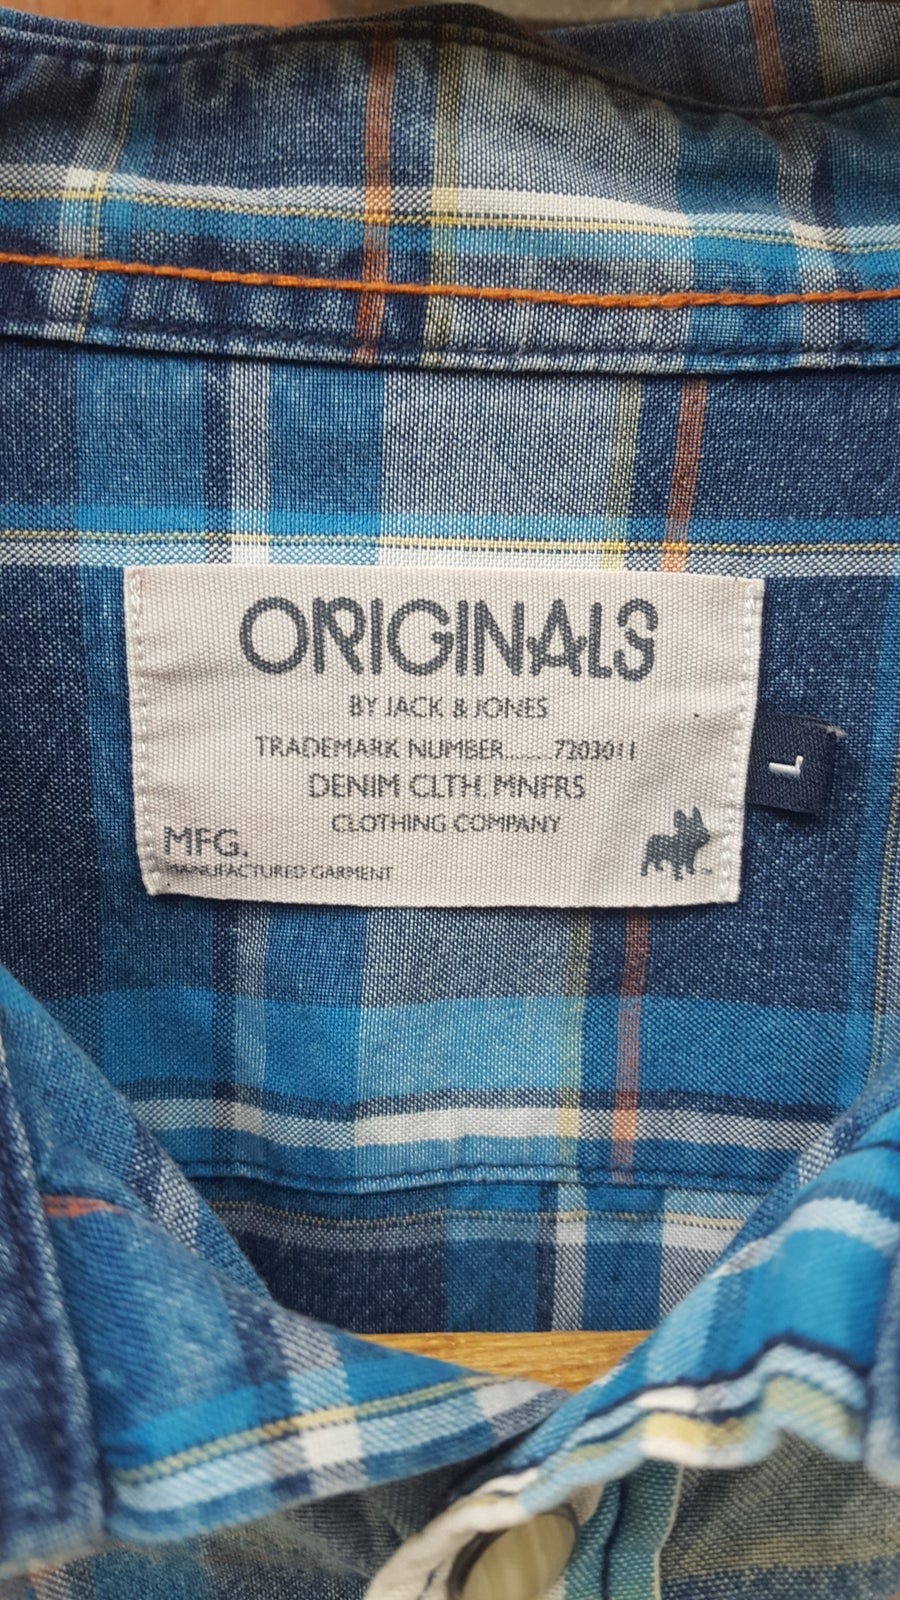 ORIGINALS
BY JACK & JONES
TRADEMARK NUMBER........7203011
DENIM CLTH. MNFRS
CLOTHING COMPANY
MFG.
MANUFACTURED GARMENT
L